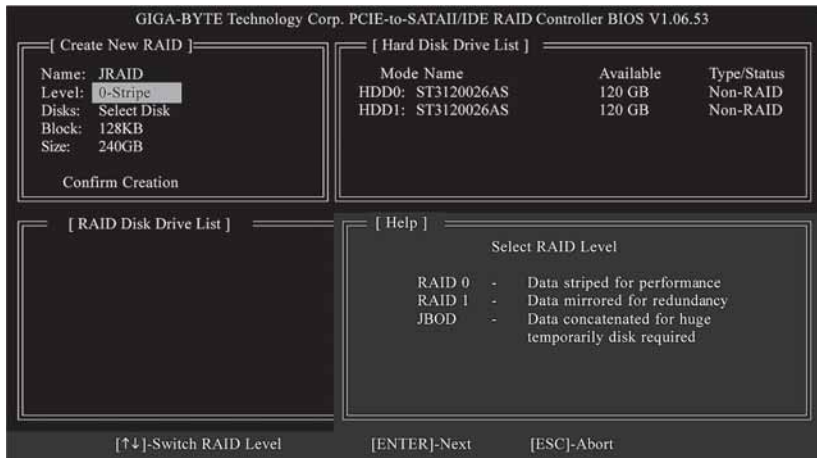 GIGA-BYTE Technology Corp. PCIE-to-SATAII/IDE RAID Controller BIOS V1.06.53
[ Create New RAID ]
Name: JRAID
Level: 0-Stripe
Disks: Select Disk
Block: 128KB
Size: 240GB
Confirm Creation
[ Hard Disk Drive List ]
Mode Name Available Type/Status
HDD0: ST3120026AS 120 GB Non-RAID
HDD1: ST3120026AS 120 GB Non-RAID
[ RAID Disk Drive List ]
[ Help ]
Select RAID Level
RAID 0 - Data striped for performance
RAID 1 - Data mirrored for redundancy
JBOD - Data concatenated for huge
temporarily disk required
[↑↓]-Switch RAID Level [ENTER]-Next [ESC]-Abort